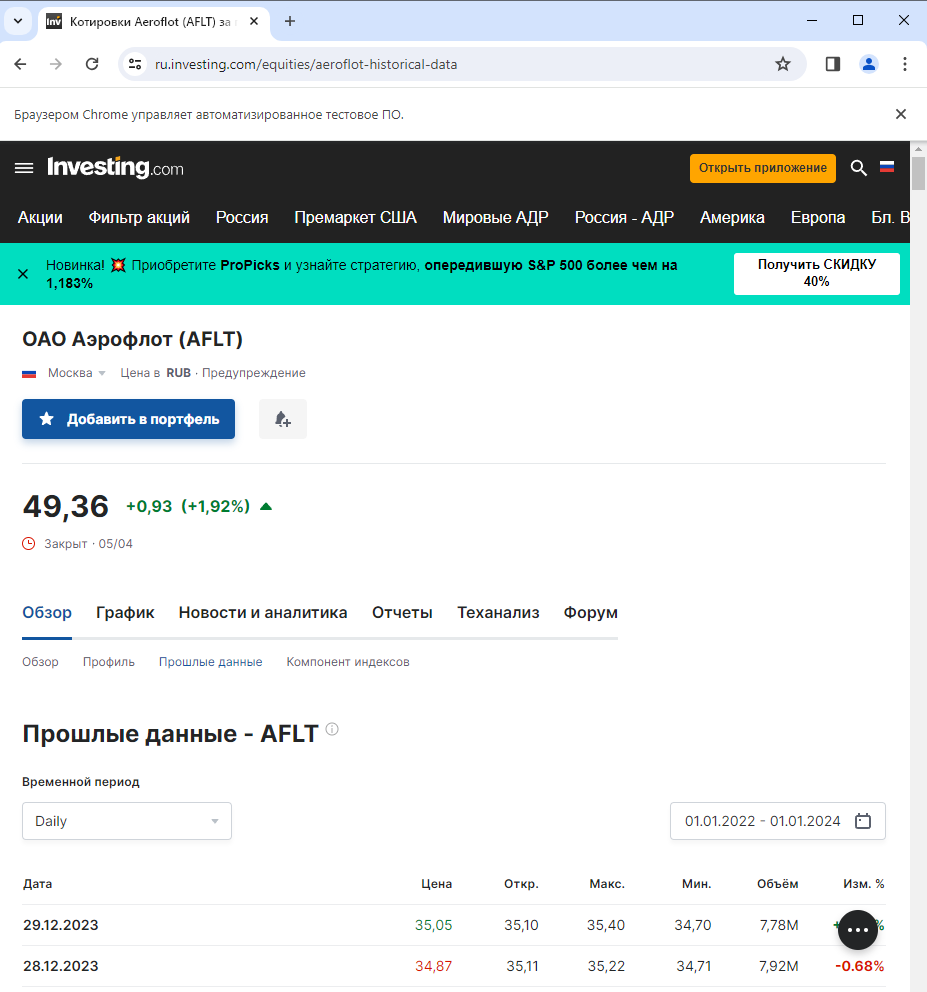 Котировки Aeroflot (AFLT) за
ru.investing.com/equities/aeroflot-historical-data
Браузером Chrome управляет автоматизированное тестовое ПО.
Investing.com
Открыть приложение
Акции Фильтр акций Россия Премаркет США Мировые АДР Россия - АДР Америка Европа Бл. В
Новинка! 💥 Приобретите ProPicks и узнайте стратегию, опередившую S&P 500 более чем на
1,183%
Получить СКИДКУ
40%
ОАО Аэрофлот (AFLT)
Москва Цена в RUB · Предупреждение
Добавить в портфель
49,36 +0,93 (+1,92%)
Закрыт · 05/04
Обзор График Новости и аналитика Отчеты Теханализ Форум
Обзор Профиль Прошлые данные Компонент индексов
Прошлые данные - AFLT
Временной период
Daily 01.01.2022 - 01.01.2024
Дата Цена Откр. Макс. Мин. Объём Изм. %
29.12.2023 35,05 35,10 35,40 34,70 7,78M
28.12.2023 34,87 35,11 35,22 34,71 7,92M -0.68%